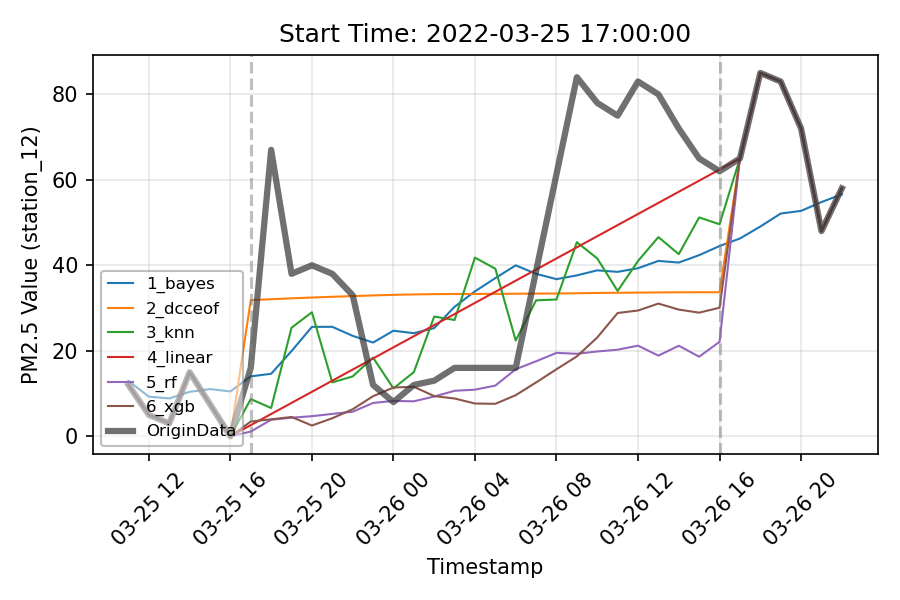 Start Time: 2022-03-25 17:00:00
PM2.5 Value (station_12)
80
60
40
20
0
1_bayes
2_dcceof
3_knn
4_linear
5_rf
6_xgb
OriginData
03-25 12
03-25 16
03-25 20
03-26 00
03-26 04
03-26 08
03-26 12
03-26 16
03-26 20
Timestamp